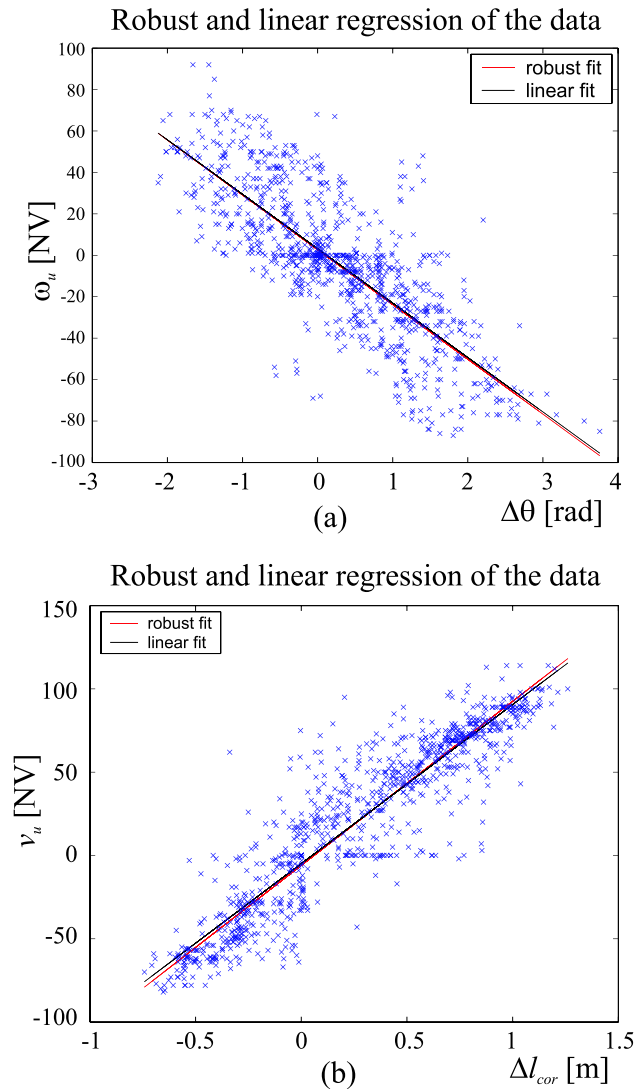 Robust and linear regression of the data
robust fit
linear fit
100
80
60
40
20
0
-20
-40
-60
-80
-100
ωu [NV]
-3 -2 -1 0 1 2 3 4
(a) Δθ [rad]
Robust and linear regression of the data
robust fit
linear fit
150
100
50
0
-50
-100
vu [NV]
-1 -0.5 0 0.5 1 1.5
(b) Δlcor [m]